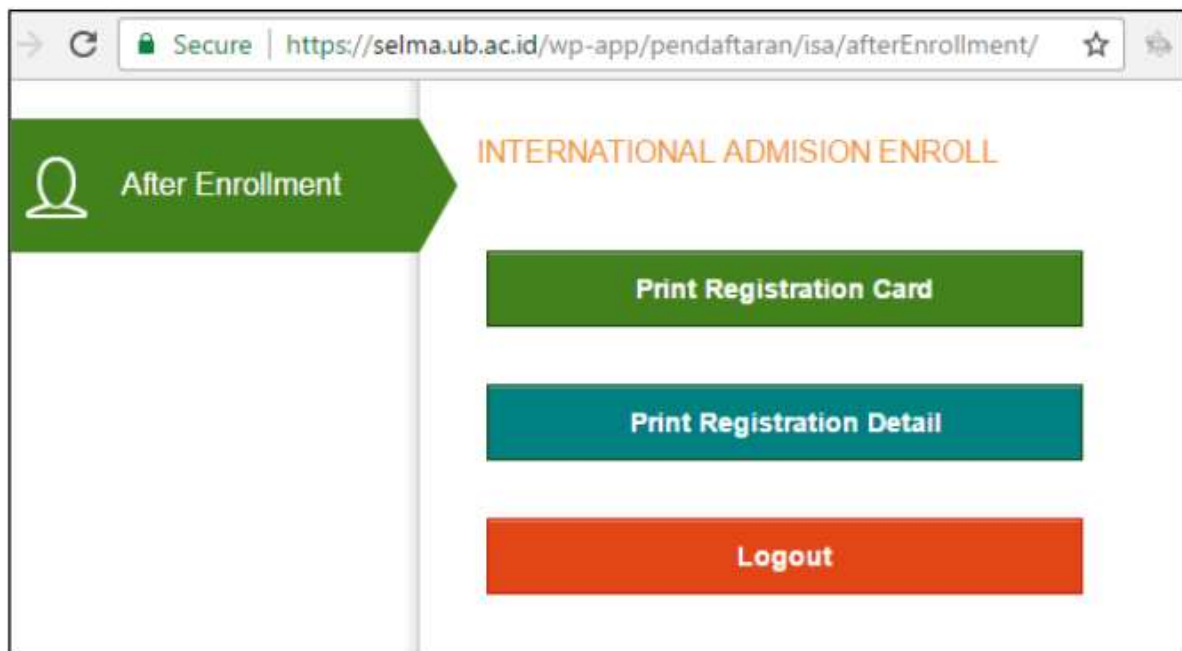 Secure | https://selma.ub.ac.id/wp-app/pendaftaran/isa/afterEnrollment/
After Enrollment
INTERNATIONAL ADMISION ENROLL
Print Registration Card
Print Registration Detail
Logout